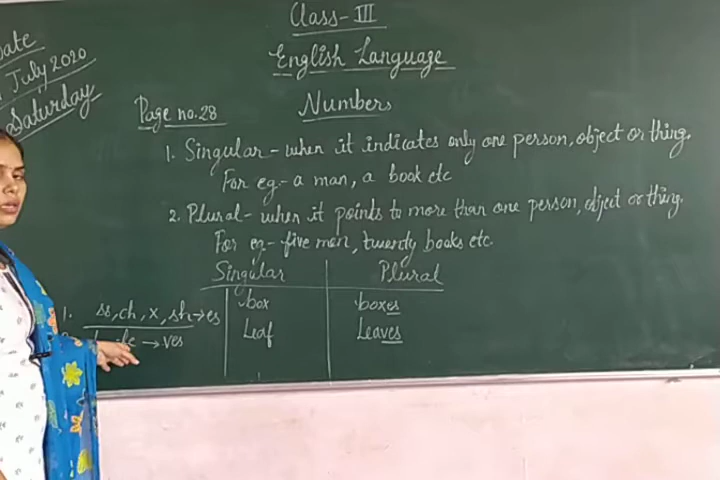 Class-III
Date
July 2020
Saturday
English Language
Page no.28
Numbers
1. Singular - when it indicates only one person, object or thing.
For eg:- a man, a book etc
2. Plural - when it points to more than one person, object or thing.
For eg:- five men, twenty books etc.
Singular Plural
1. ss, ch, x, sh→es box boxes
fe → ves Leaf Leaves